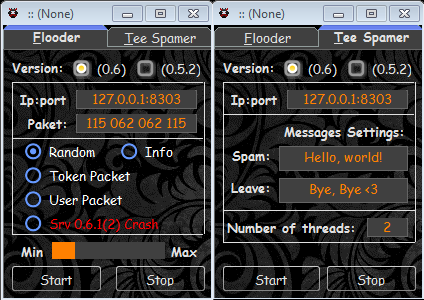 :: (None)
Flooder
Tee Spamer
Version: (0.6) (0.5.2)
Ip:port 127.0.0.1:8303
Paket: 115 062 062 115
Random Info
Token Packet
User Packet
Srv 0.6.1(2) Crash
Min Max
Start Stop
:: (None)
Flooder
Tee Spamer
Version: (0.6) (0.5.2)
Ip:port 127.0.0.1:8303
Messages Settings:
Spam: Hello, world!
Leave: Bye, Bye <3
Number of threads: 2
Start Stop